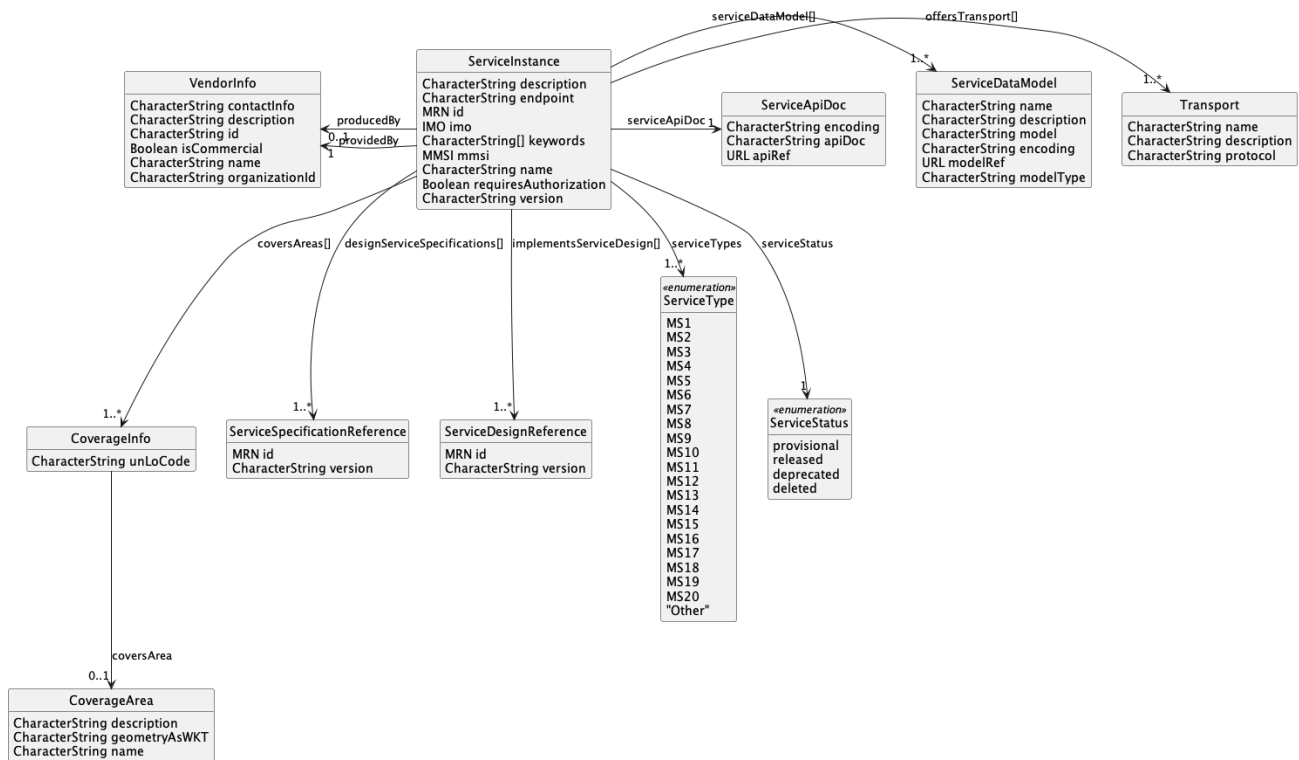 serviceDataModel[]
offersTransport[]
ServiceInstance
CharacterString description
CharacterString endpoint
MRN id
IMO imo
CharacterString[] keywords
MMSI mmsi
CharacterString name
Boolean requiresAuthorization
CharacterString version
VendorInfo
CharacterString contactInfo
CharacterString description
CharacterString id
Boolean isCommercial
CharacterString name
CharacterString organizationId
producedBy
0..1
providedBy
1
serviceApiDoc
1
ServiceApiDoc
CharacterString encoding
CharacterString apiDoc
URL apiRef
1..*
ServiceDataModel
CharacterString name
CharacterString description
CharacterString model
CharacterString encoding
URL modelRef
CharacterString modelType
1..*
Transport
CharacterString name
CharacterString description
CharacterString protocol
coversAreas[]
designServiceSpecifications[]
implementsServiceDesign[]
serviceTypes
serviceStatus
1..*
«enumeration»
ServiceType
MS1
MS2
MS3
MS4
MS5
MS6
MS7
MS8
MS9
MS10
MS11
MS12
MS13
MS14
MS15
MS16
MS17
MS18
MS19
MS20
"Other"
1
«enumeration»
ServiceStatus
provisional
released
deprecated
deleted
1..*
CoverageInfo
CharacterString unLoCode
1..*
ServiceSpecificationReference
MRN id
CharacterString version
1..*
ServiceDesignReference
MRN id
CharacterString version
coversArea
0..1
CoverageArea
CharacterString description
CharacterString geometryAsWKT
CharacterString name